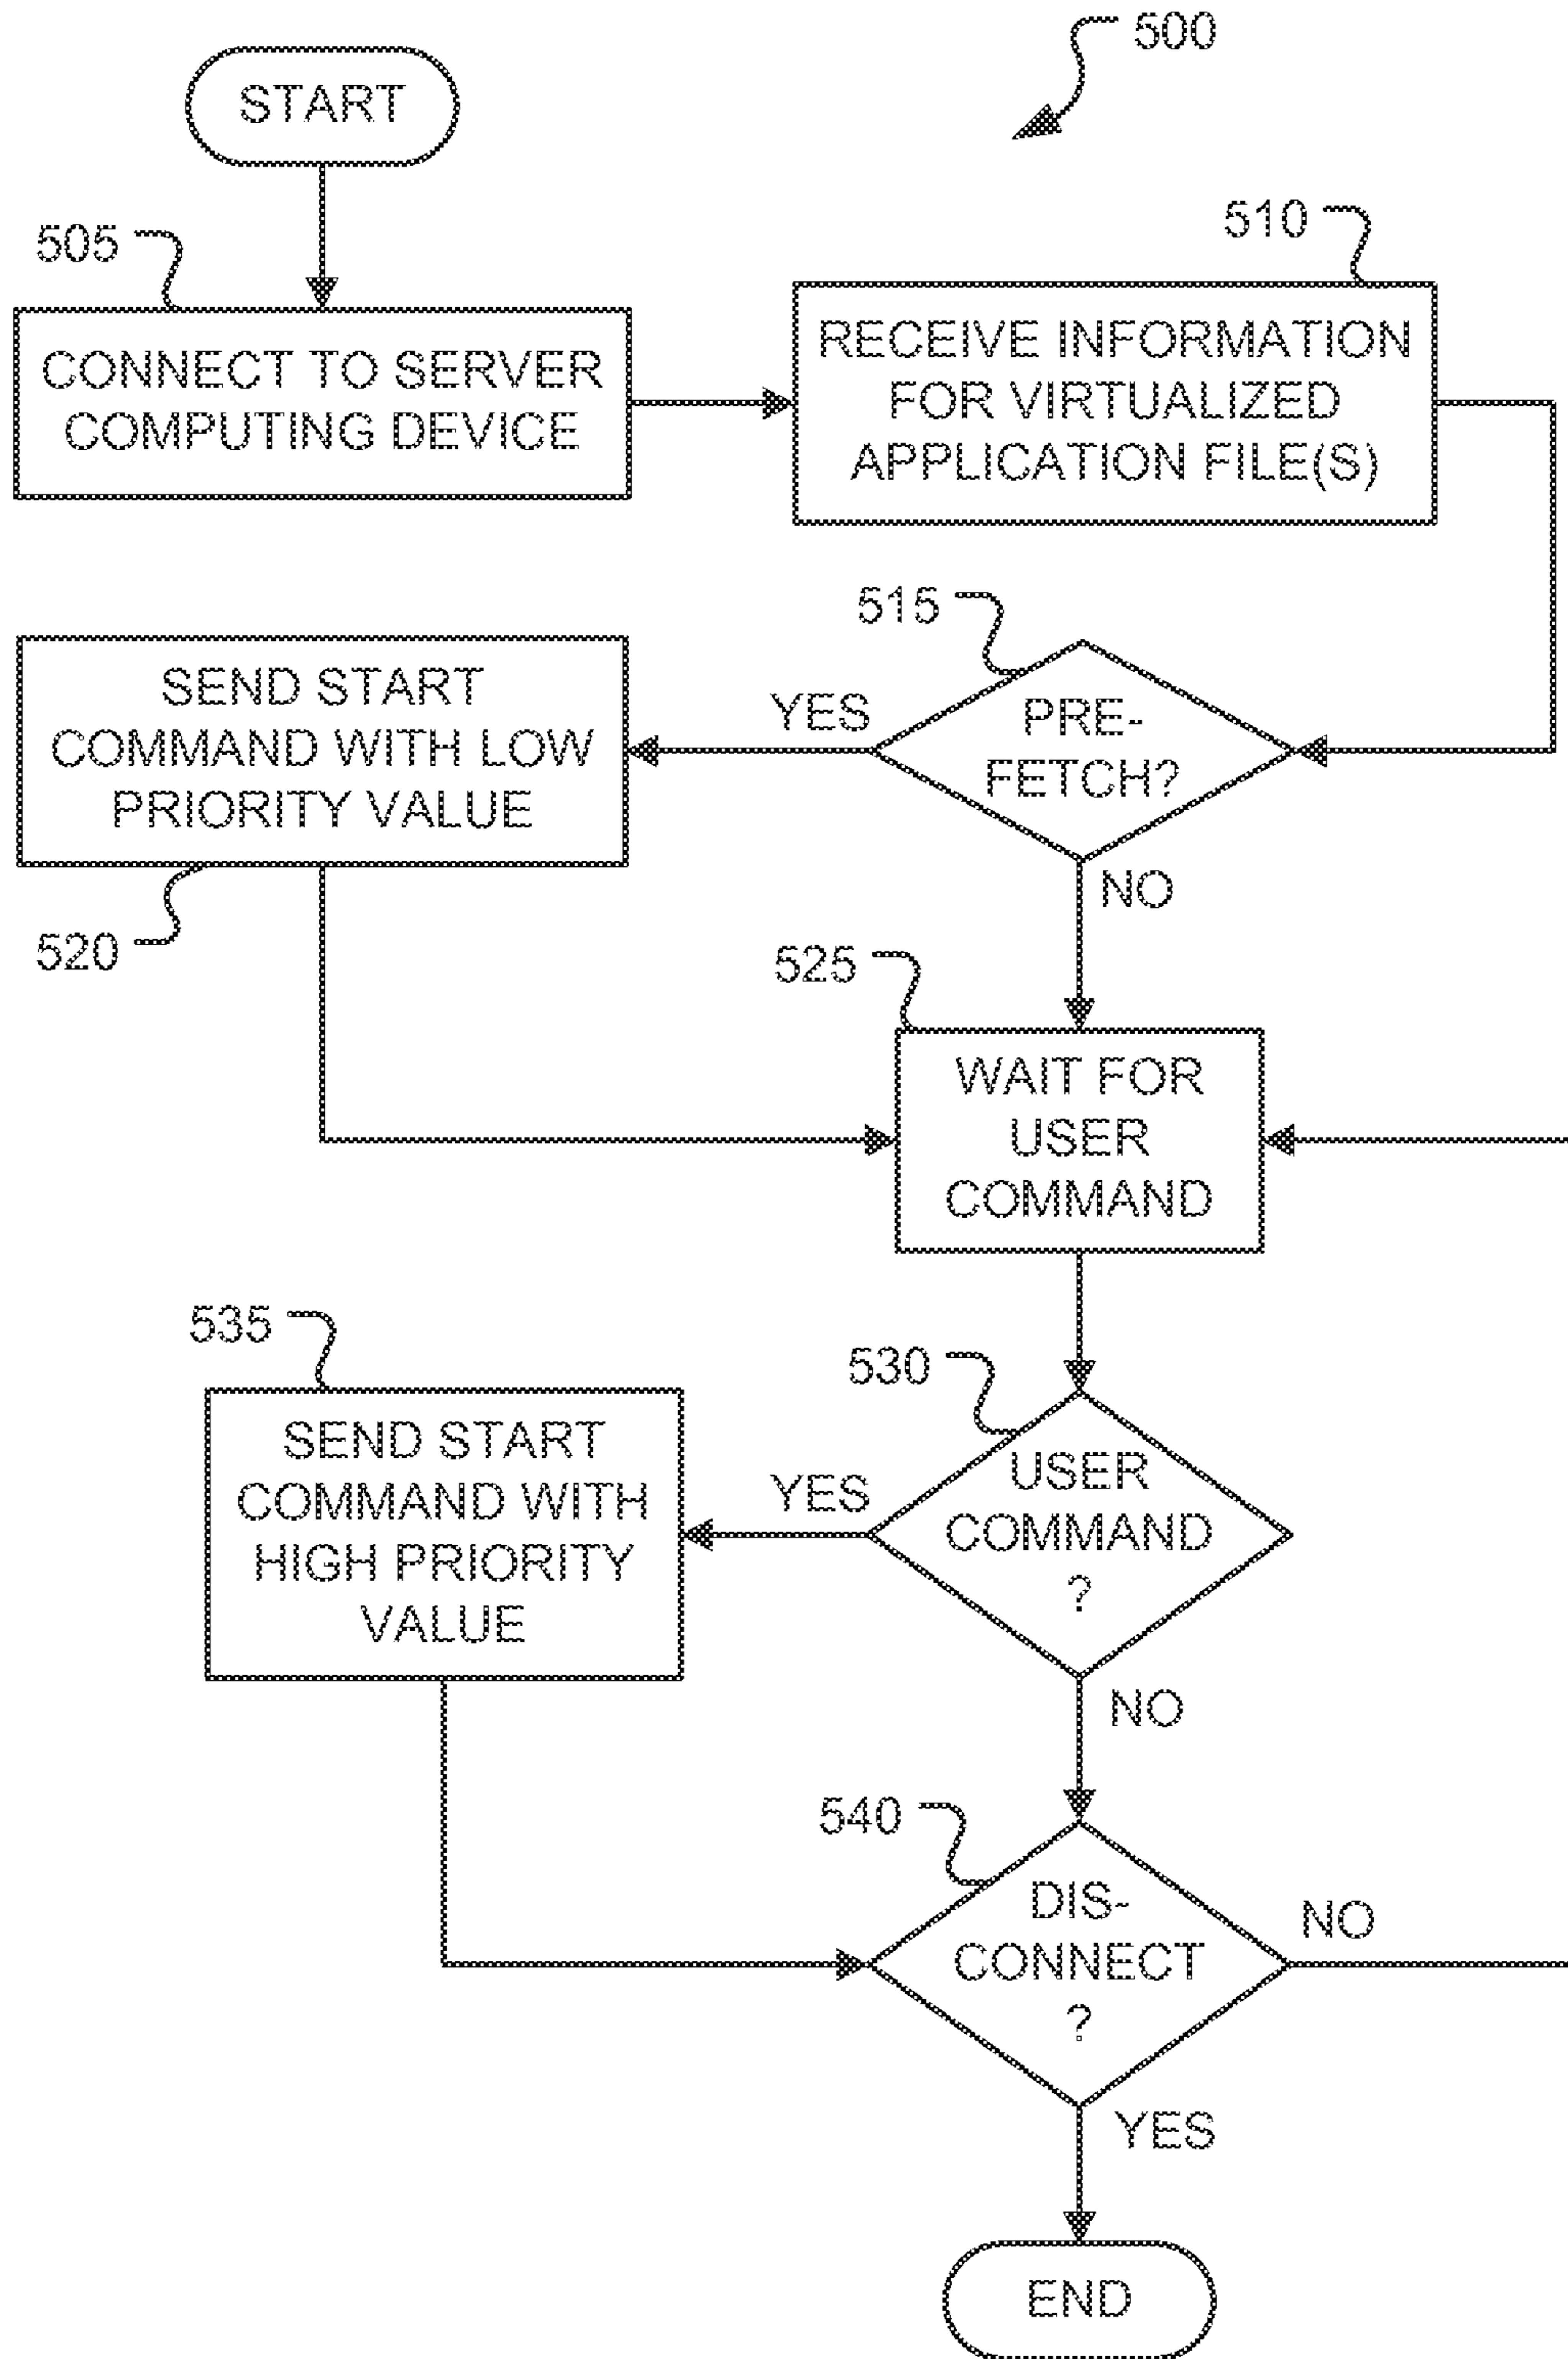 500
START
505
CONNECT TO SERVER
COMPUTING DEVICE
510
RECEIVE INFORMATION
FOR VIRTUALIZED
APPLICATION FILE(S)
515
PRE-
FETCH?
YES
NO
SEND START
COMMAND WITH LOW
PRIORITY VALUE
520
525
WAIT FOR
USER
COMMAND
530
USER
COMMAND
?
YES
NO
535
SEND START
COMMAND WITH
HIGH PRIORITY
VALUE
540
DIS-
CONNECT
?
NO
YES
END